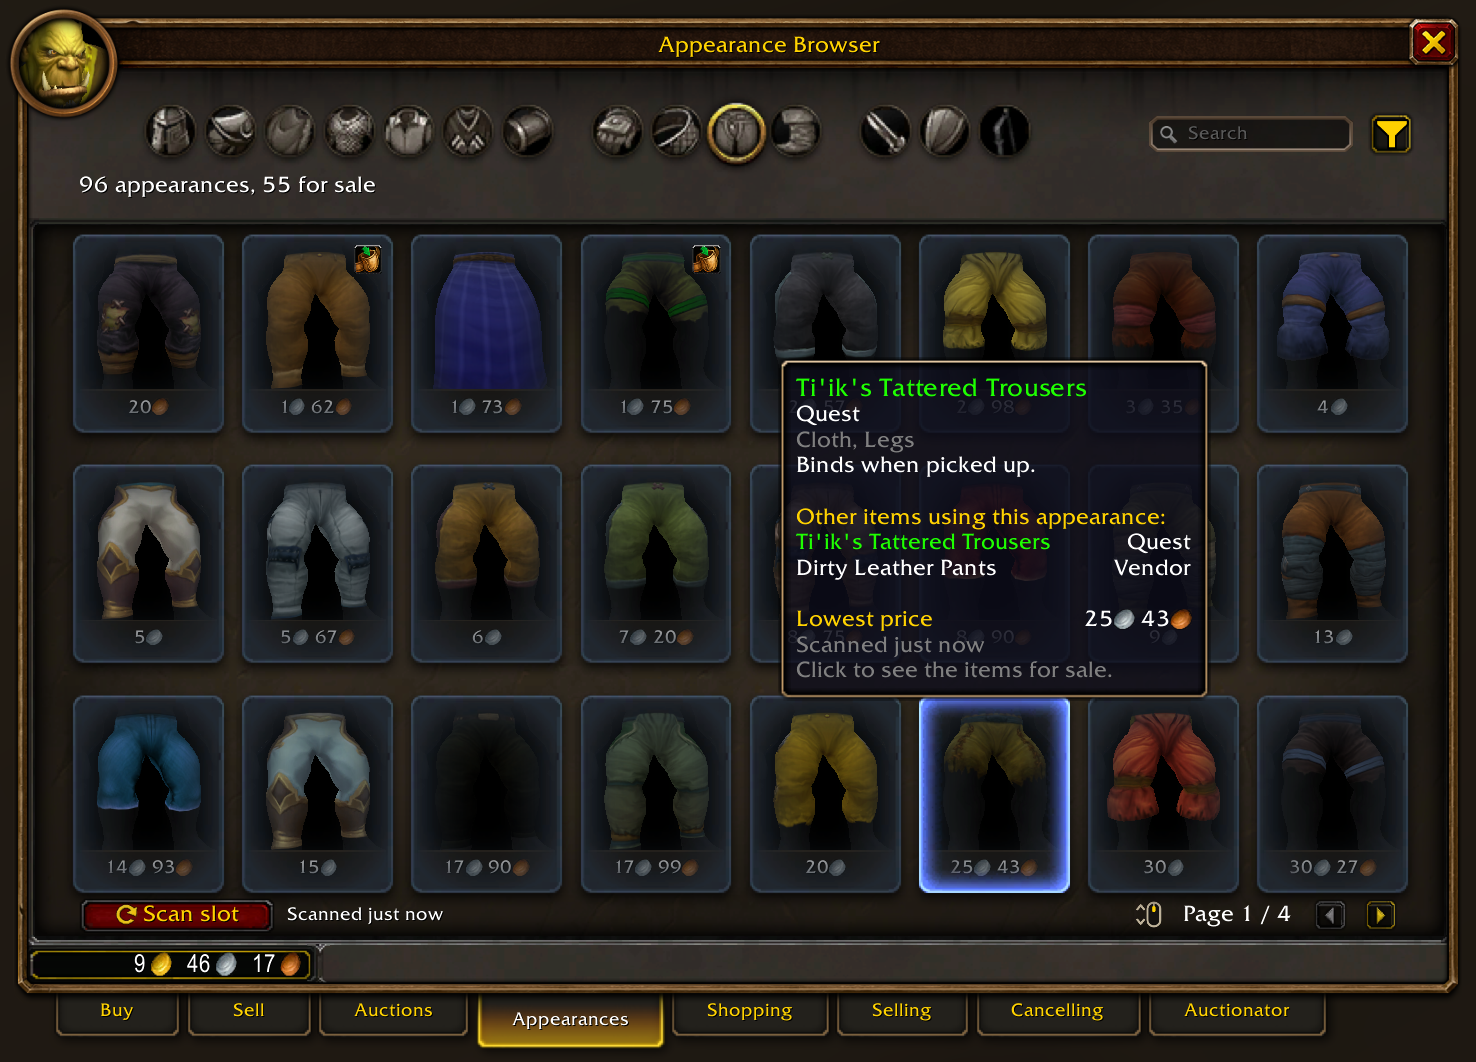 Appearance Browser
Search
96 appearances, 55 for sale
20
1 62
1 73
1 75
3 35
4
Ti'ik's Tattered Trousers
Quest
Cloth, Legs
Binds when picked up.
Other items using this appearance:
Ti'ik's Tattered Trousers Quest
Dirty Leather Pants Vendor
Lowest price 25 43
Scanned just now
Click to see the items for sale.
5
5 67
6
7 20
13
14 93
15
17 90
17 99
20
25 43
30
30 27
Scan slot
Scanned just now
Page 1 / 4
9 46 17
Buy
Sell
Auctions
Appearances
Shopping
Selling
Cancelling
Auctionator